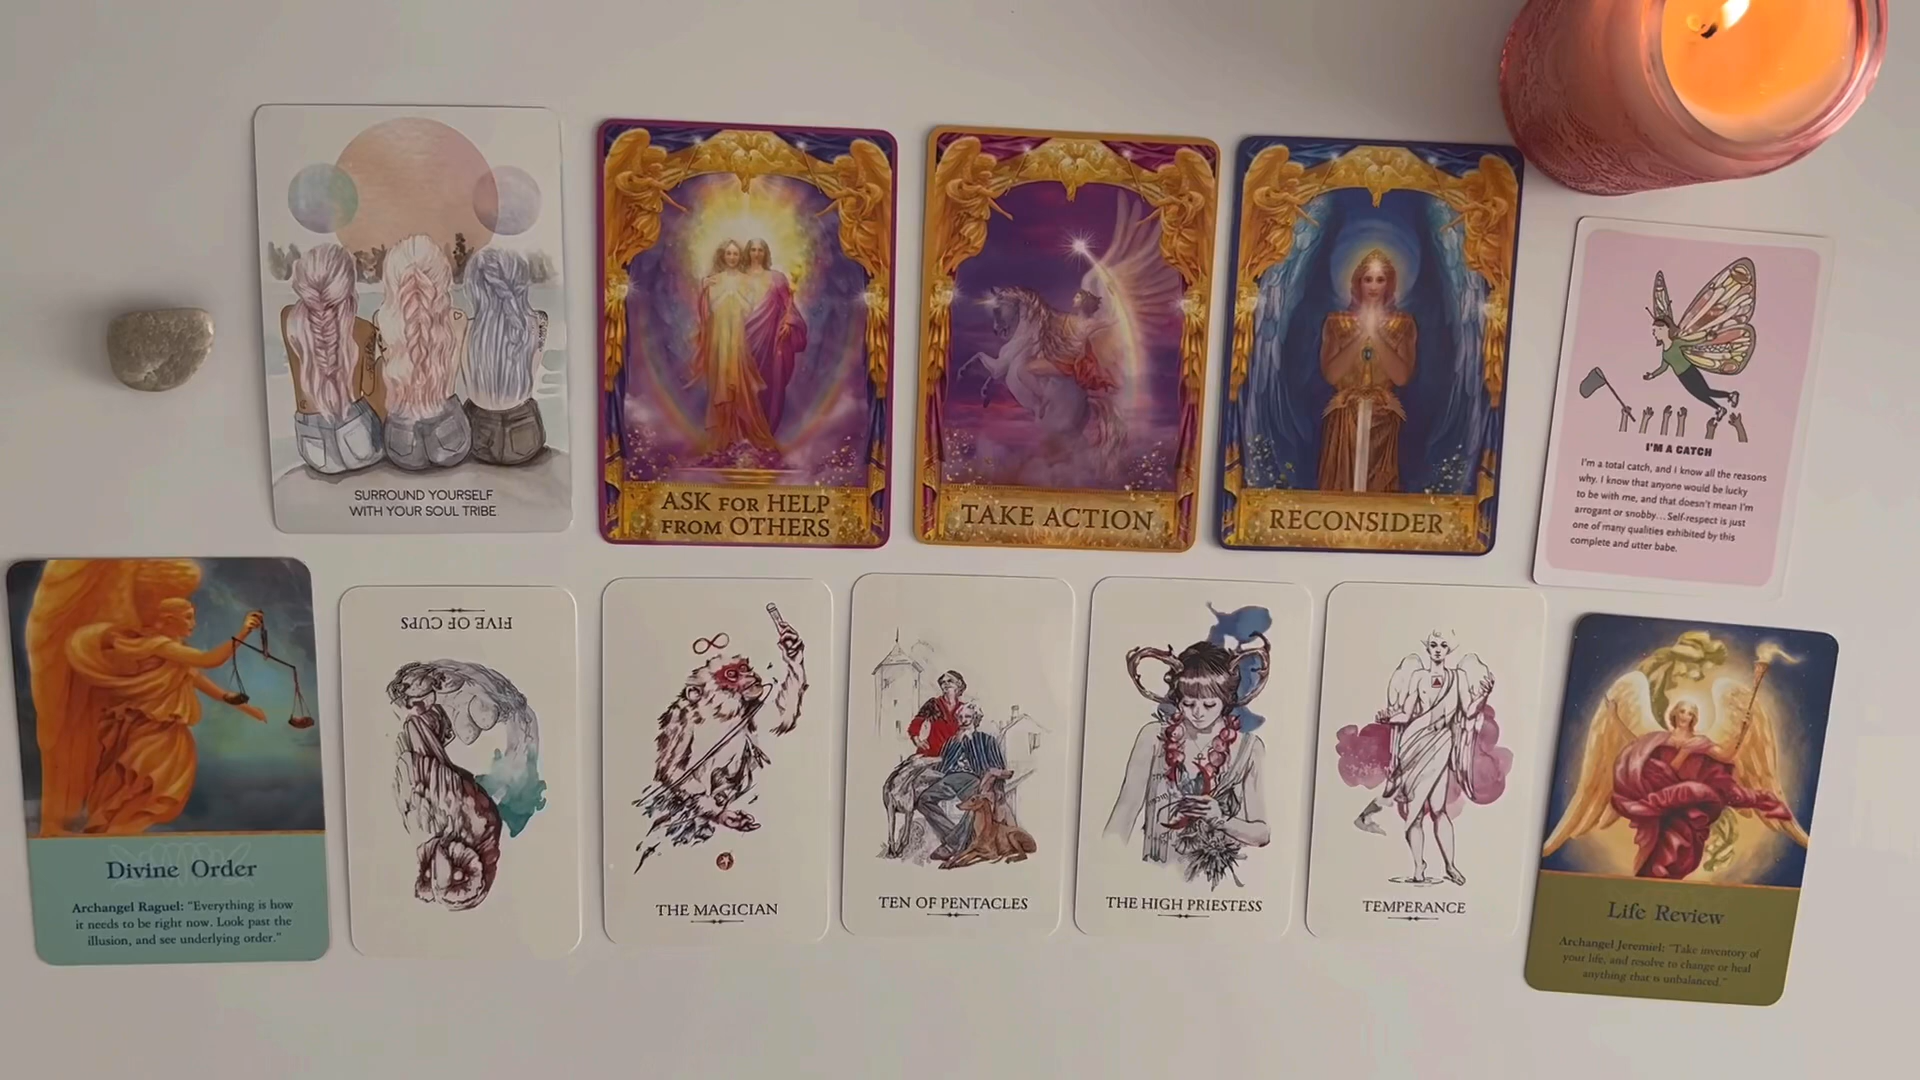 SURROUND YOURSELF
WITH YOUR SOUL TRIBE
ASK FOR HELP
FROM OTHERS
TAKE ACTION
RECONSIDER
I'M A CATCH
I'm a total catch, and I know all the reasons
why. I know that anyone would be lucky
to be with me, and that doesn't mean I'm
arrogant or snobby... Self-respect is just
one of many qualities exhibited by this
complete and utter babe.
Divine Order
Archangel Raguel: "Everything is how
it needs to be right now. Look past the
illusion, and see underlying order."
FIVE OF CUPS
THE MAGICIAN
TEN OF PENTACLES
THE HIGH PRIESTESS
TEMPERANCE
Life Review
Archangel Jeremiel: "Take inventory of
your life, and resolve to change or heal
anything that is unbalanced."